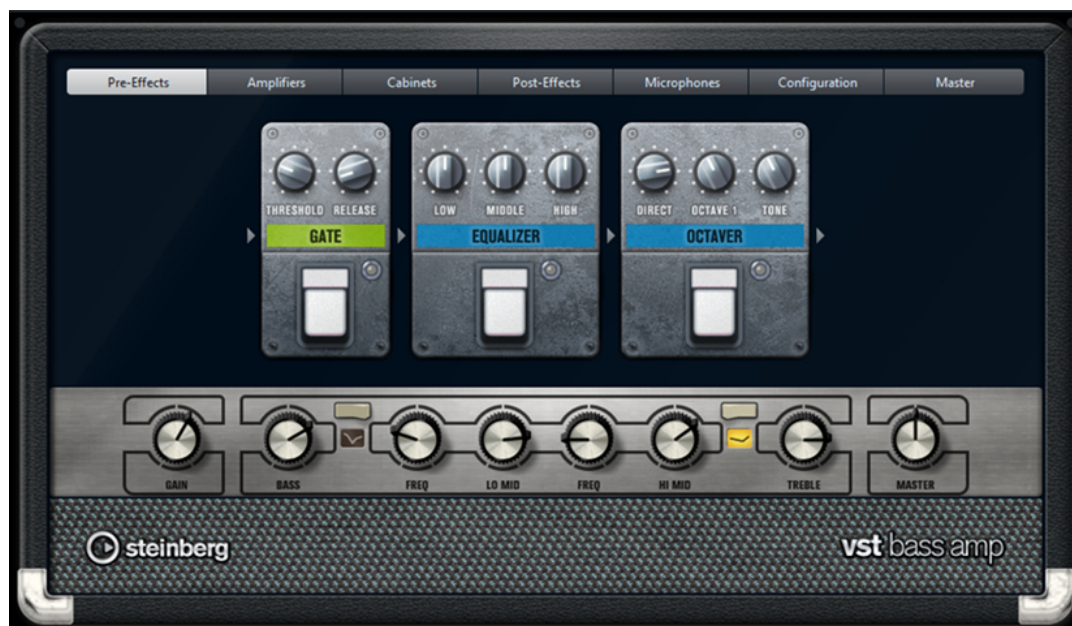 Pre-Effects Amplifiers Cabinets Post-Effects Microphones Configuration Master
THRESHOLD RELEASE LOW MIDDLE HIGH DIRECT OCTAVE 1 TONE
GATE EQUALIZER OCTAVER
GAIN BASS FREQ LO MID FREQ HI MID TREBLE MASTER
steinberg vst bass amp